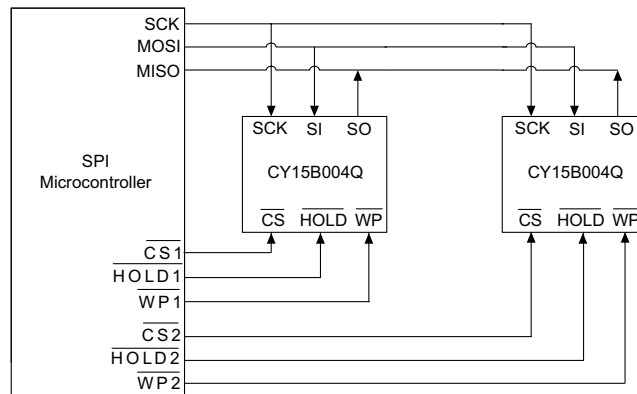 SCK
MOSI
MISO
SPI
Microcontroller
CS1
HOLD1
WP1
CS2
HOLD2
WP2
SCK SI SO
CY15B004Q
CS HOLD WP
SCK SI SO
CY15B004Q
CS HOLD WP